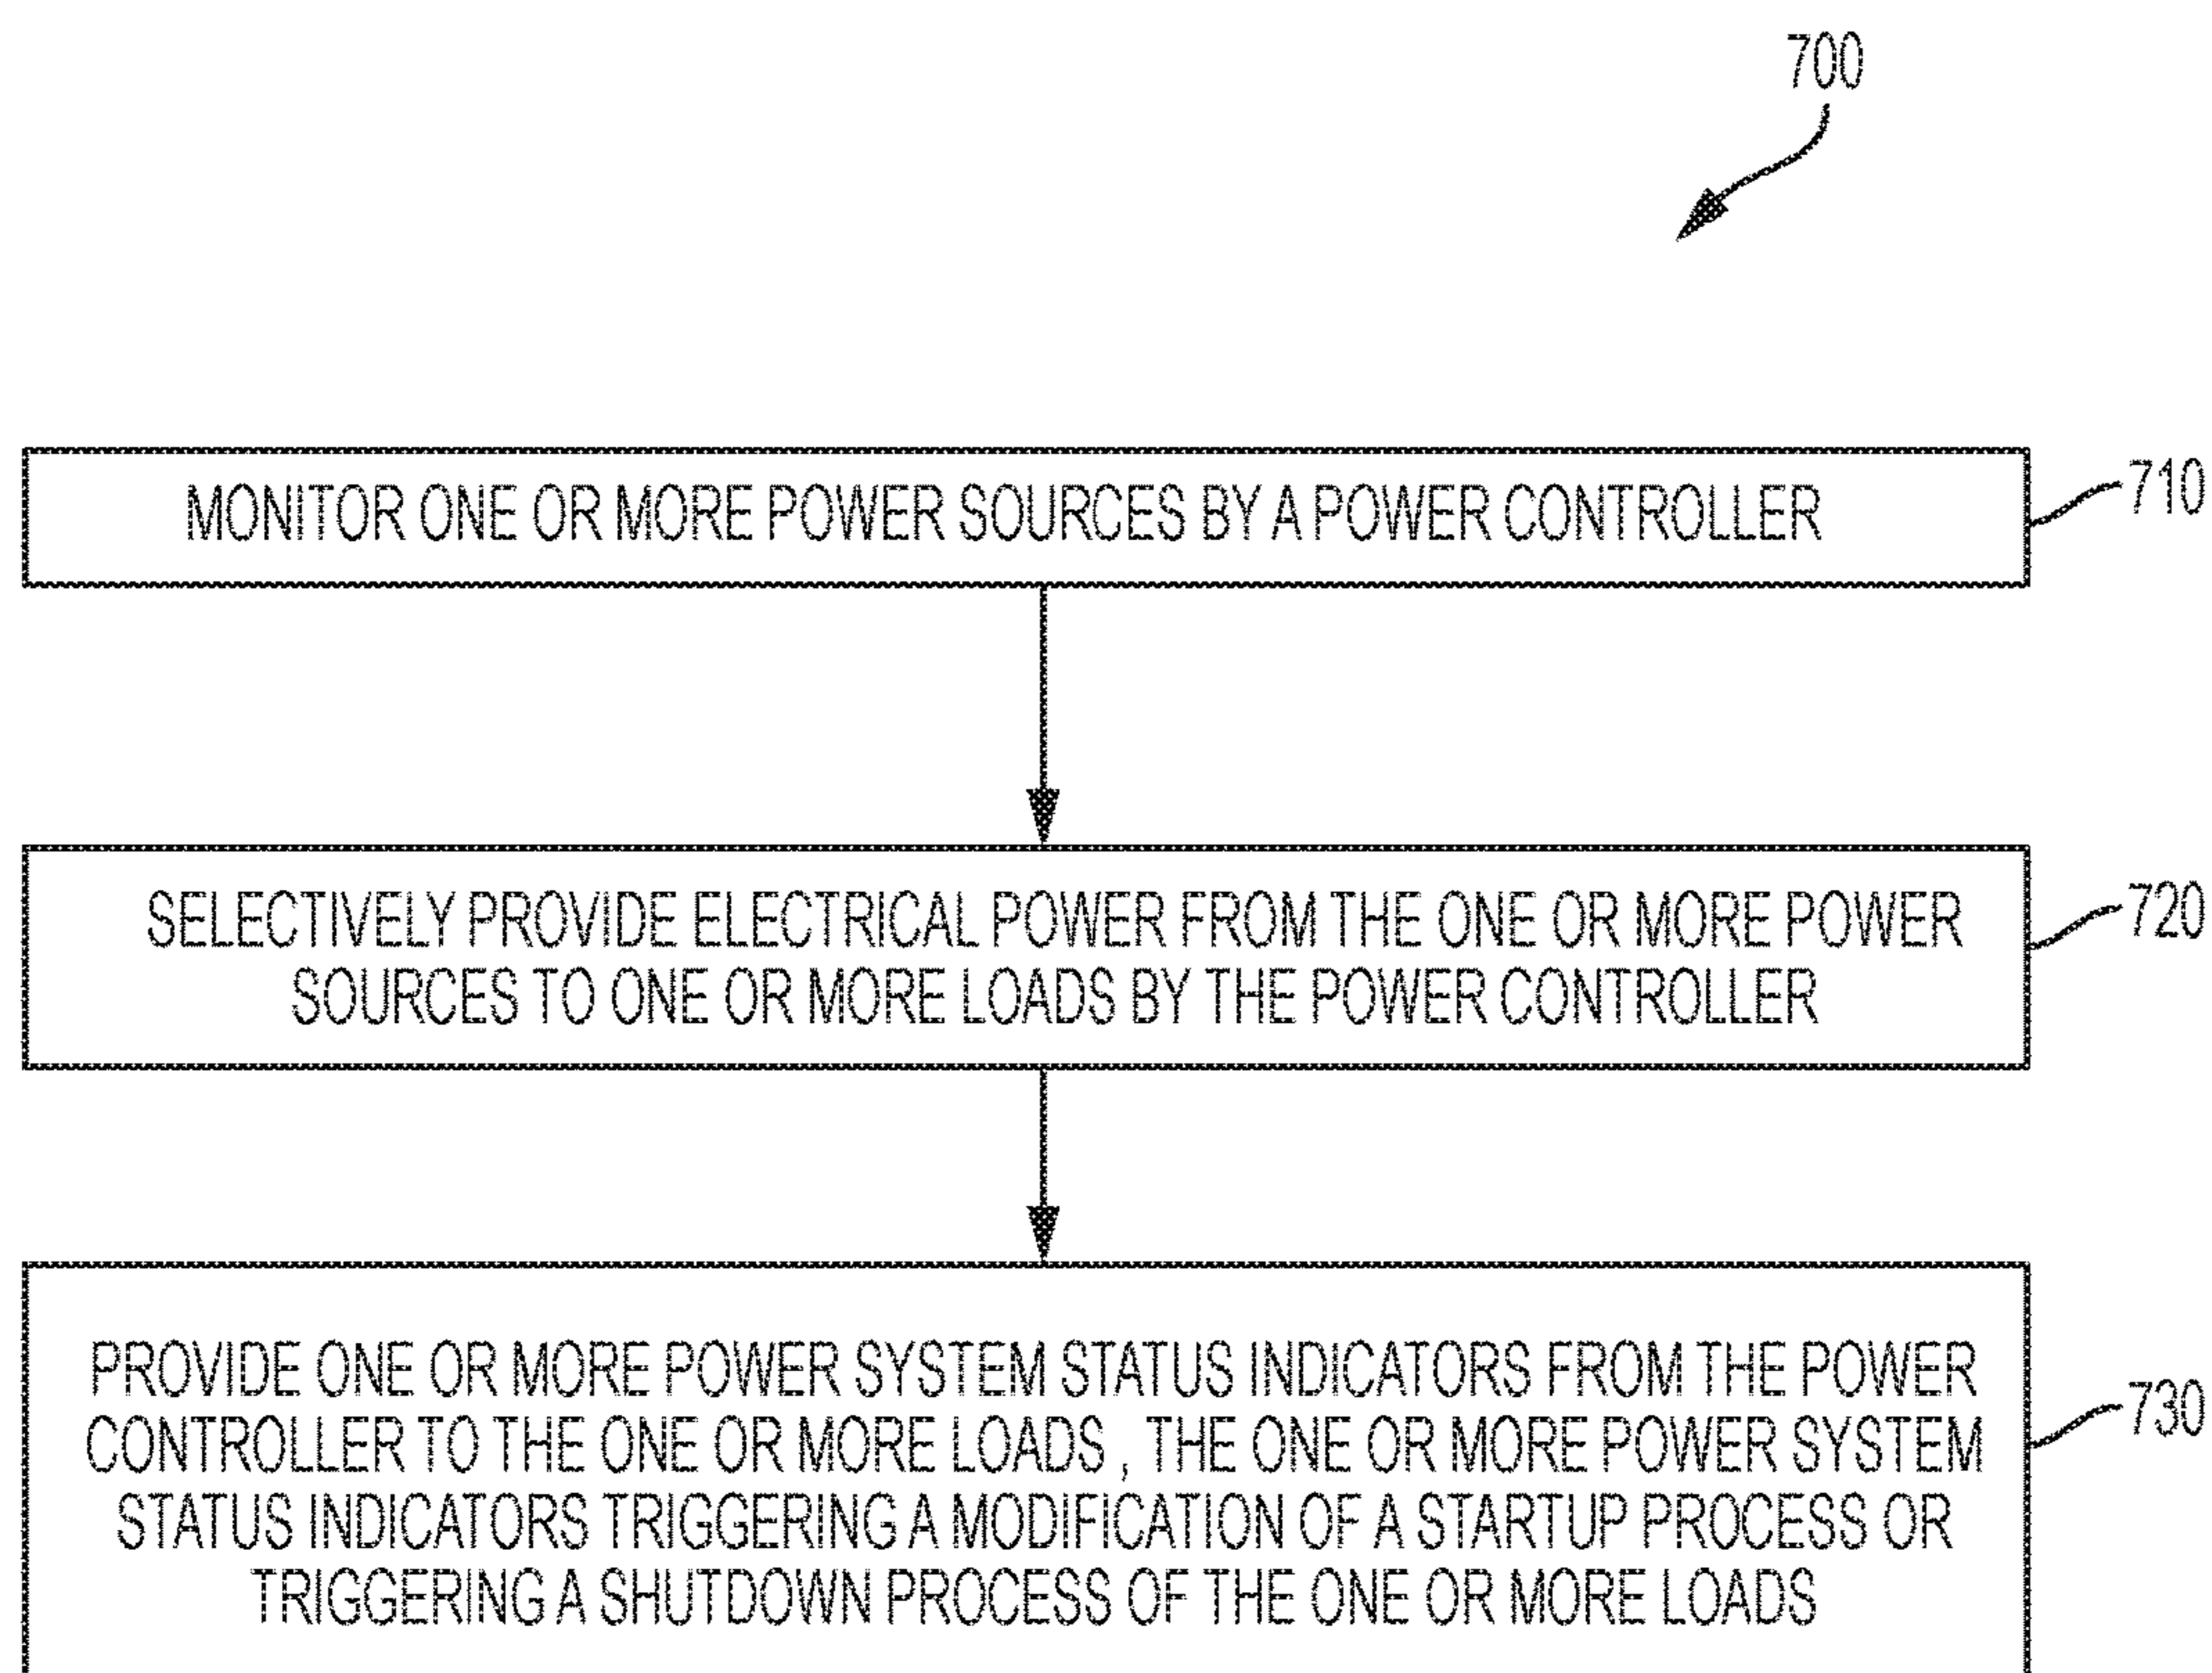 700
MONITOR ONE OR MORE POWER SOURCES BY A POWER CONTROLLER
710
SELECTIVELY PROVIDE ELECTRICAL POWER FROM THE ONE OR MORE POWER
SOURCES TO ONE OR MORE LOADS BY THE POWER CONTROLLER
720
PROVIDE ONE OR MORE POWER SYSTEM STATUS INDICATORS FROM THE POWER
CONTROLLER TO THE ONE OR MORE LOADS , THE ONE OR MORE POWER SYSTEM
STATUS INDICATORS TRIGGERING A MODIFICATION OF A STARTUP PROCESS OR
TRIGGERING A SHUTDOWN PROCESS OF THE ONE OR MORE LOADS
730